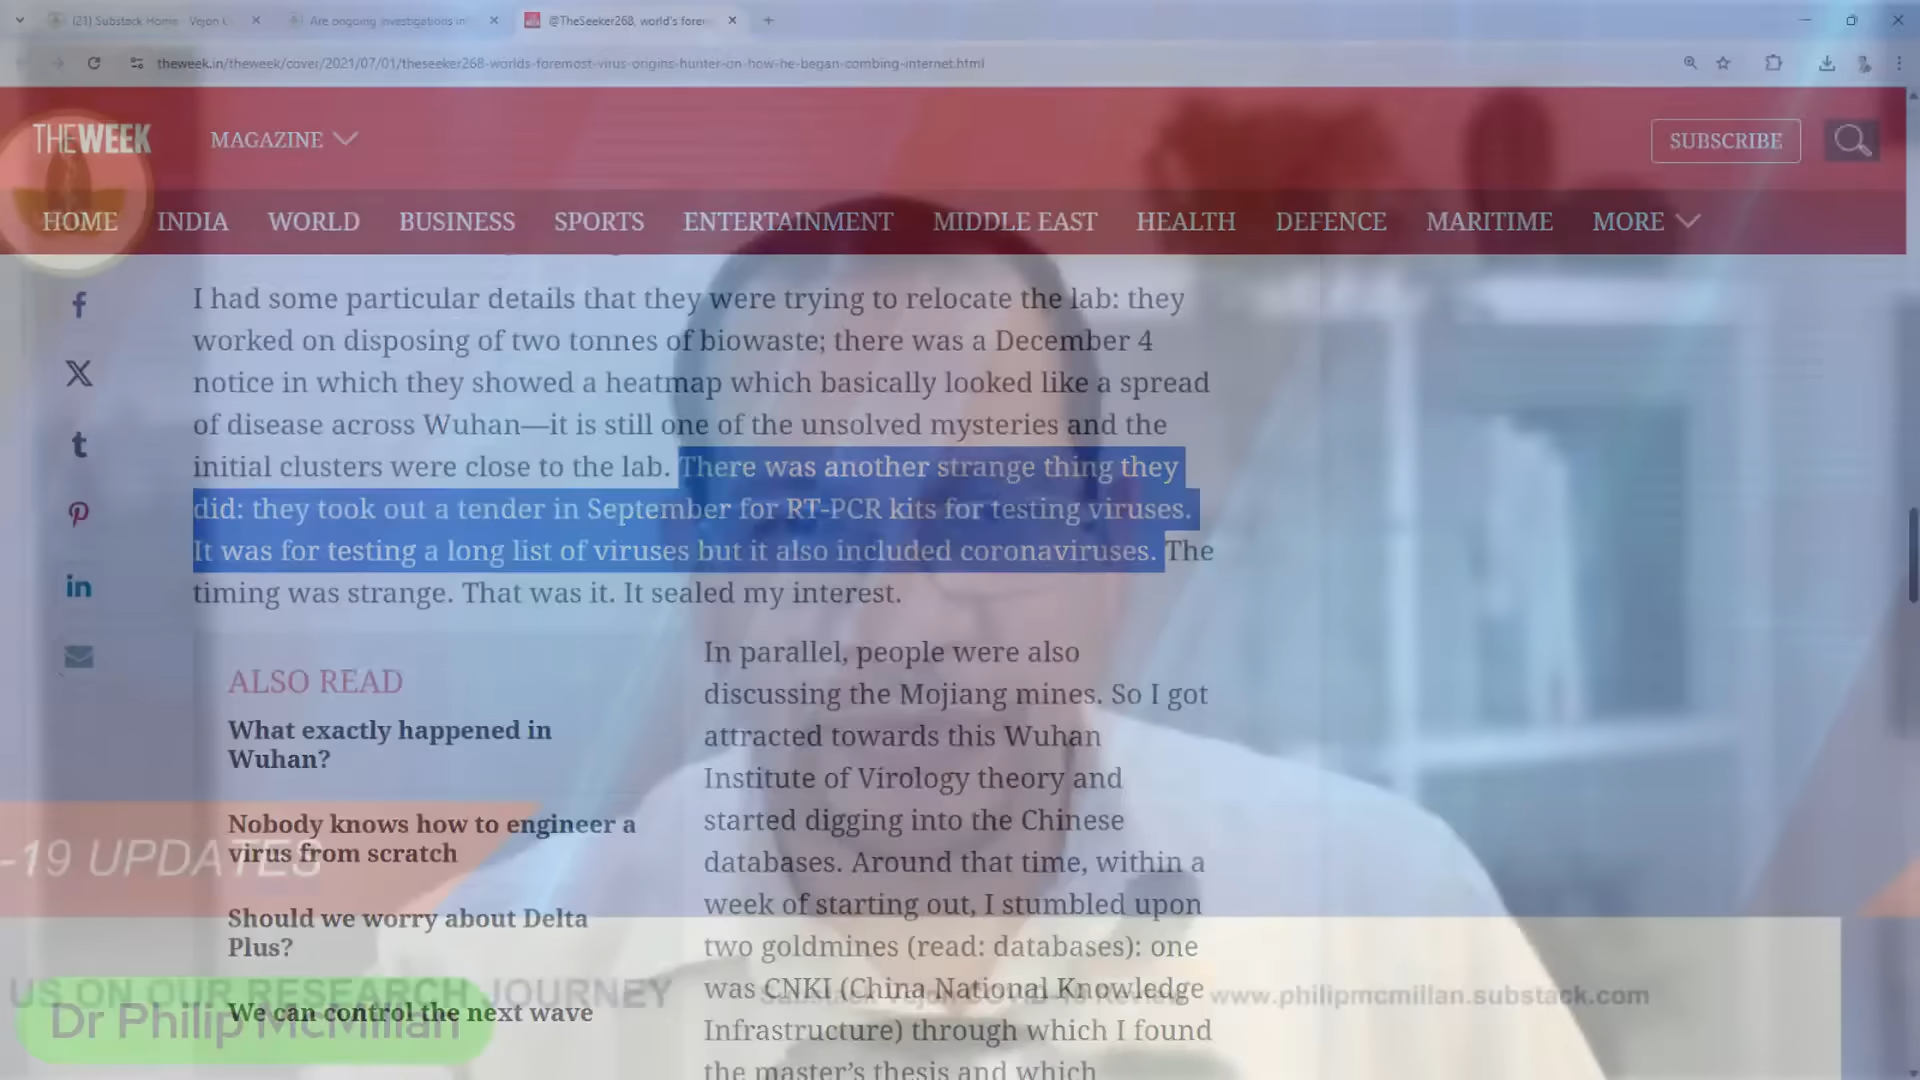 (21) Substack Home - Vejon C
Are ongoing investigations in
@TheSeeker268, world's forem
theweek.in/theweek/cover/2021/07/01/theseeker268-worlds-foremost-virus-origins-hunter-on-how-he-began-combing-internet.html
THE WEEK
MAGAZINE
SUBSCRIBE
HOME INDIA WORLD BUSINESS SPORTS ENTERTAINMENT MIDDLE EAST HEALTH DEFENCE MARITIME MORE
I had some particular details that they were trying to relocate the lab: they
worked on disposing of two tonnes of biowaste; there was a December 4
notice in which they showed a heatmap which basically looked like a spread
of disease across Wuhan—it is still one of the unsolved mysteries and the
initial clusters were close to the lab. There was another strange thing they
did: they took out a tender in September for RT-PCR kits for testing viruses.
It was for testing a long list of viruses but it also included coronaviruses. The
timing was strange. That was it. It sealed my interest.
ALSO READ
What exactly happened in
Wuhan?
Nobody knows how to engineer a
virus from scratch
Should we worry about Delta
Plus?
We can control the next wave
In parallel, people were also
discussing the Mojiang mines. So I got
attracted towards this Wuhan
Institute of Virology theory and
started digging into the Chinese
databases. Around that time, within a
week of starting out, I stumbled upon
two goldmines (read: databases): one
was CNKI (China National Knowledge
Infrastructure) through which I found
the master's thesis and which
-19 UPDATES
US ON OUR RESEARCH JOURNEY
www.philipmcmillan.substack.com
Dr Philip McMillan